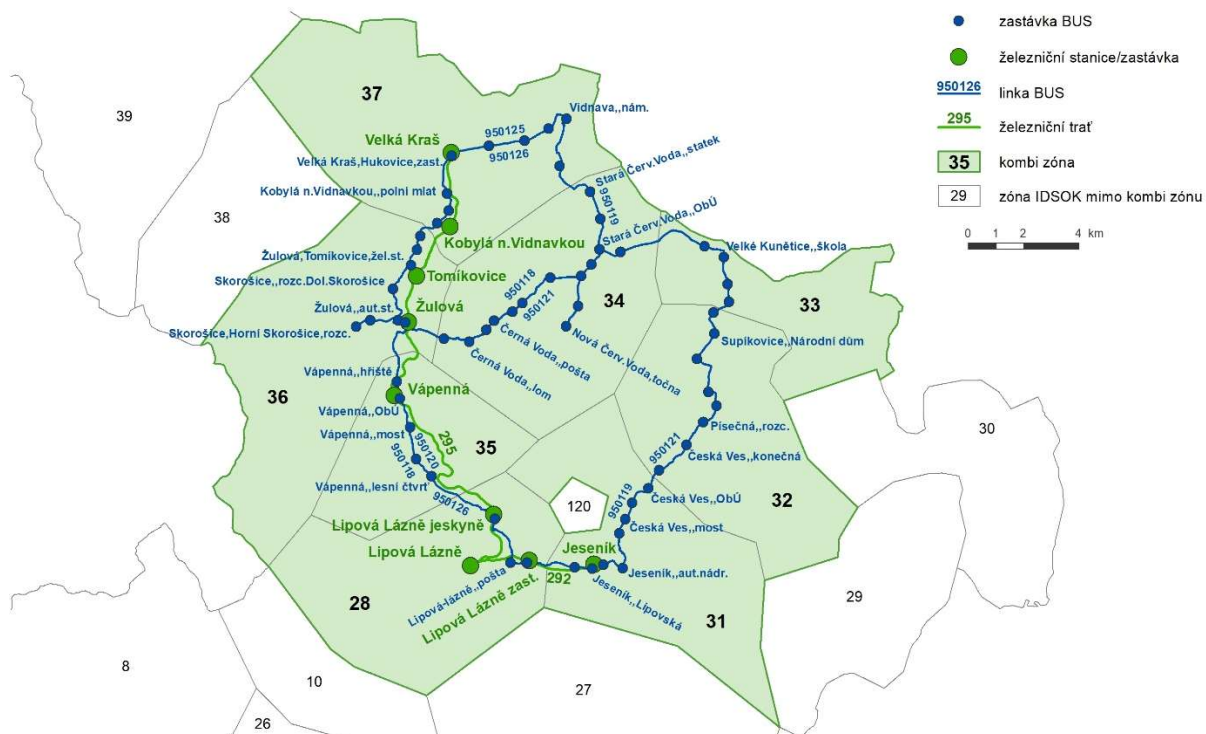 39
38
37
Velká Kraš
Velká Kraš,Hukovice,zast.
950125
950126
Vidnava,,nám.
Kobylá n.Vidnavkou,,polní mlat
Kobylá n.Vidnavkou
Stará Červ.Voda,,statek
950119
Stará Červ.Voda,,ObÚ
Velké Kunětice,,škola
Žulová,Tomíkovice,žel.st.
Tomíkovice
Skorošice,,rozc.Dol.Skorošice
Žulová,,aut.st.
Žulová
Skorošice,Horní Skorošice,rozc.
950118
950121
34
33
Černá Voda,,pošta
Černá Voda,,lom
Nová Červ.Voda,točna
Supíkovice,,Národní dům
Vápenná,,hřiště
Vápenná
36
Vápenná,,ObÚ
Vápenná,,most
295
35
950120
950118
Vápenná,,lesní čtvrť
950126
Písečná,,rozc.
950121
Česká Ves,,konečná
30
32
950119
Česká Ves,,ObÚ
120
Česká Ves,,most
Lipová Lázně jeskyně
Lipová Lázně
Jeseník
292
Jeseník,,aut.nádr.
Lipová-lázně,,pošta
Lipová Lázně zast.
Jeseník,,Lipovská
28
31
29
8
10
27
26
zastávka BUS
železniční stanice/zastávka
950126 linka BUS
295 železniční trať
35 kombi zóna
29 zóna IDSOK mimo kombi zónu
0 1 2 4 km